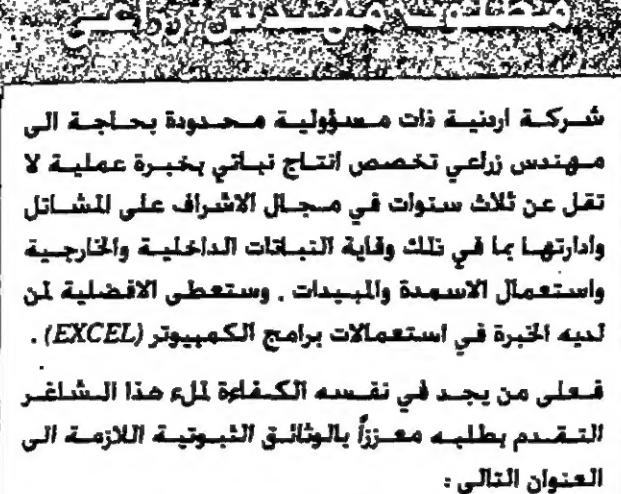 مطلوب مهندس زراعي
شركة اردنية ذات مسؤولية محدودة بحاجة الى
مهندس زراعي تخصص انتاج نباتي بخبرة عملية لا
تقل عن ثلاث سنوات في مجال الاشراف على المشاتل
وادارتها بما في ذلك وقاية النباتات الداخلية والخارجية
واستعمال الاسمدة والمبيدات . وستعطى الافضلية لمن
لديه الخبرة في استعمالات برامج الكمبيوتر (EXCEL) .
فعلى من يجد في نفسه الكفاءة لملء هذا الشاغر
التقدم بطلبه معززاً بالوثائق الثبوتية اللازمة الى
العنوان التالي :